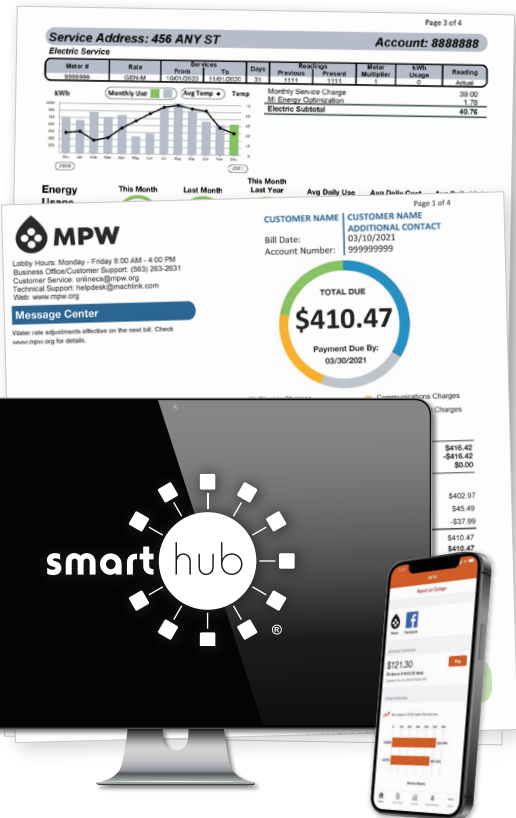 Page 3 of 4
Service Address: 456 ANY ST
Account: 8888888
Electric Service
Meter # Rate Services From To Days Readings Previous Present Meter Multiplier kWh Usage Reading
9999999 GEN-M 10/01/2020 11/01/2020 31 1111 1111 1 0 Actual
kWh Monthly Use Avg Temp Temp
Monthly Service Charge 39.00
MI Energy Optimization 1.76
Electric Subtotal 40.76
2020 2021
Energy Usage
This Month
Last Month
This Month Last Year
Avg Daily Use
Avg Daily Cost
Page 1 of 4
MPW
CUSTOMER NAME
CUSTOMER NAME
ADDITIONAL CONTACT
Bill Date: 03/10/2021
Account Number: 999999999
Lobby Hours: Monday - Friday 8:00 AM - 4:00 PM
Business Office/Customer Support: (563) 263-2631
Customer Service: onlinecs@mpw.org
Technical Support: helpdesk@machlink.com
Web: www.mpw.org
Message Center
Water rate adjustments effective on the next bill. Check
www.mpw.org for details.
TOTAL DUE
$410.47
Payment Due By:
03/30/2021
Communications Charges
Charges
$416.42
-$416.42
$0.00
$402.97
$45.49
-$37.99
$410.47
$410.47
smart hub
®
MPW
Report an Outage
Facebook
$121.30
Pay